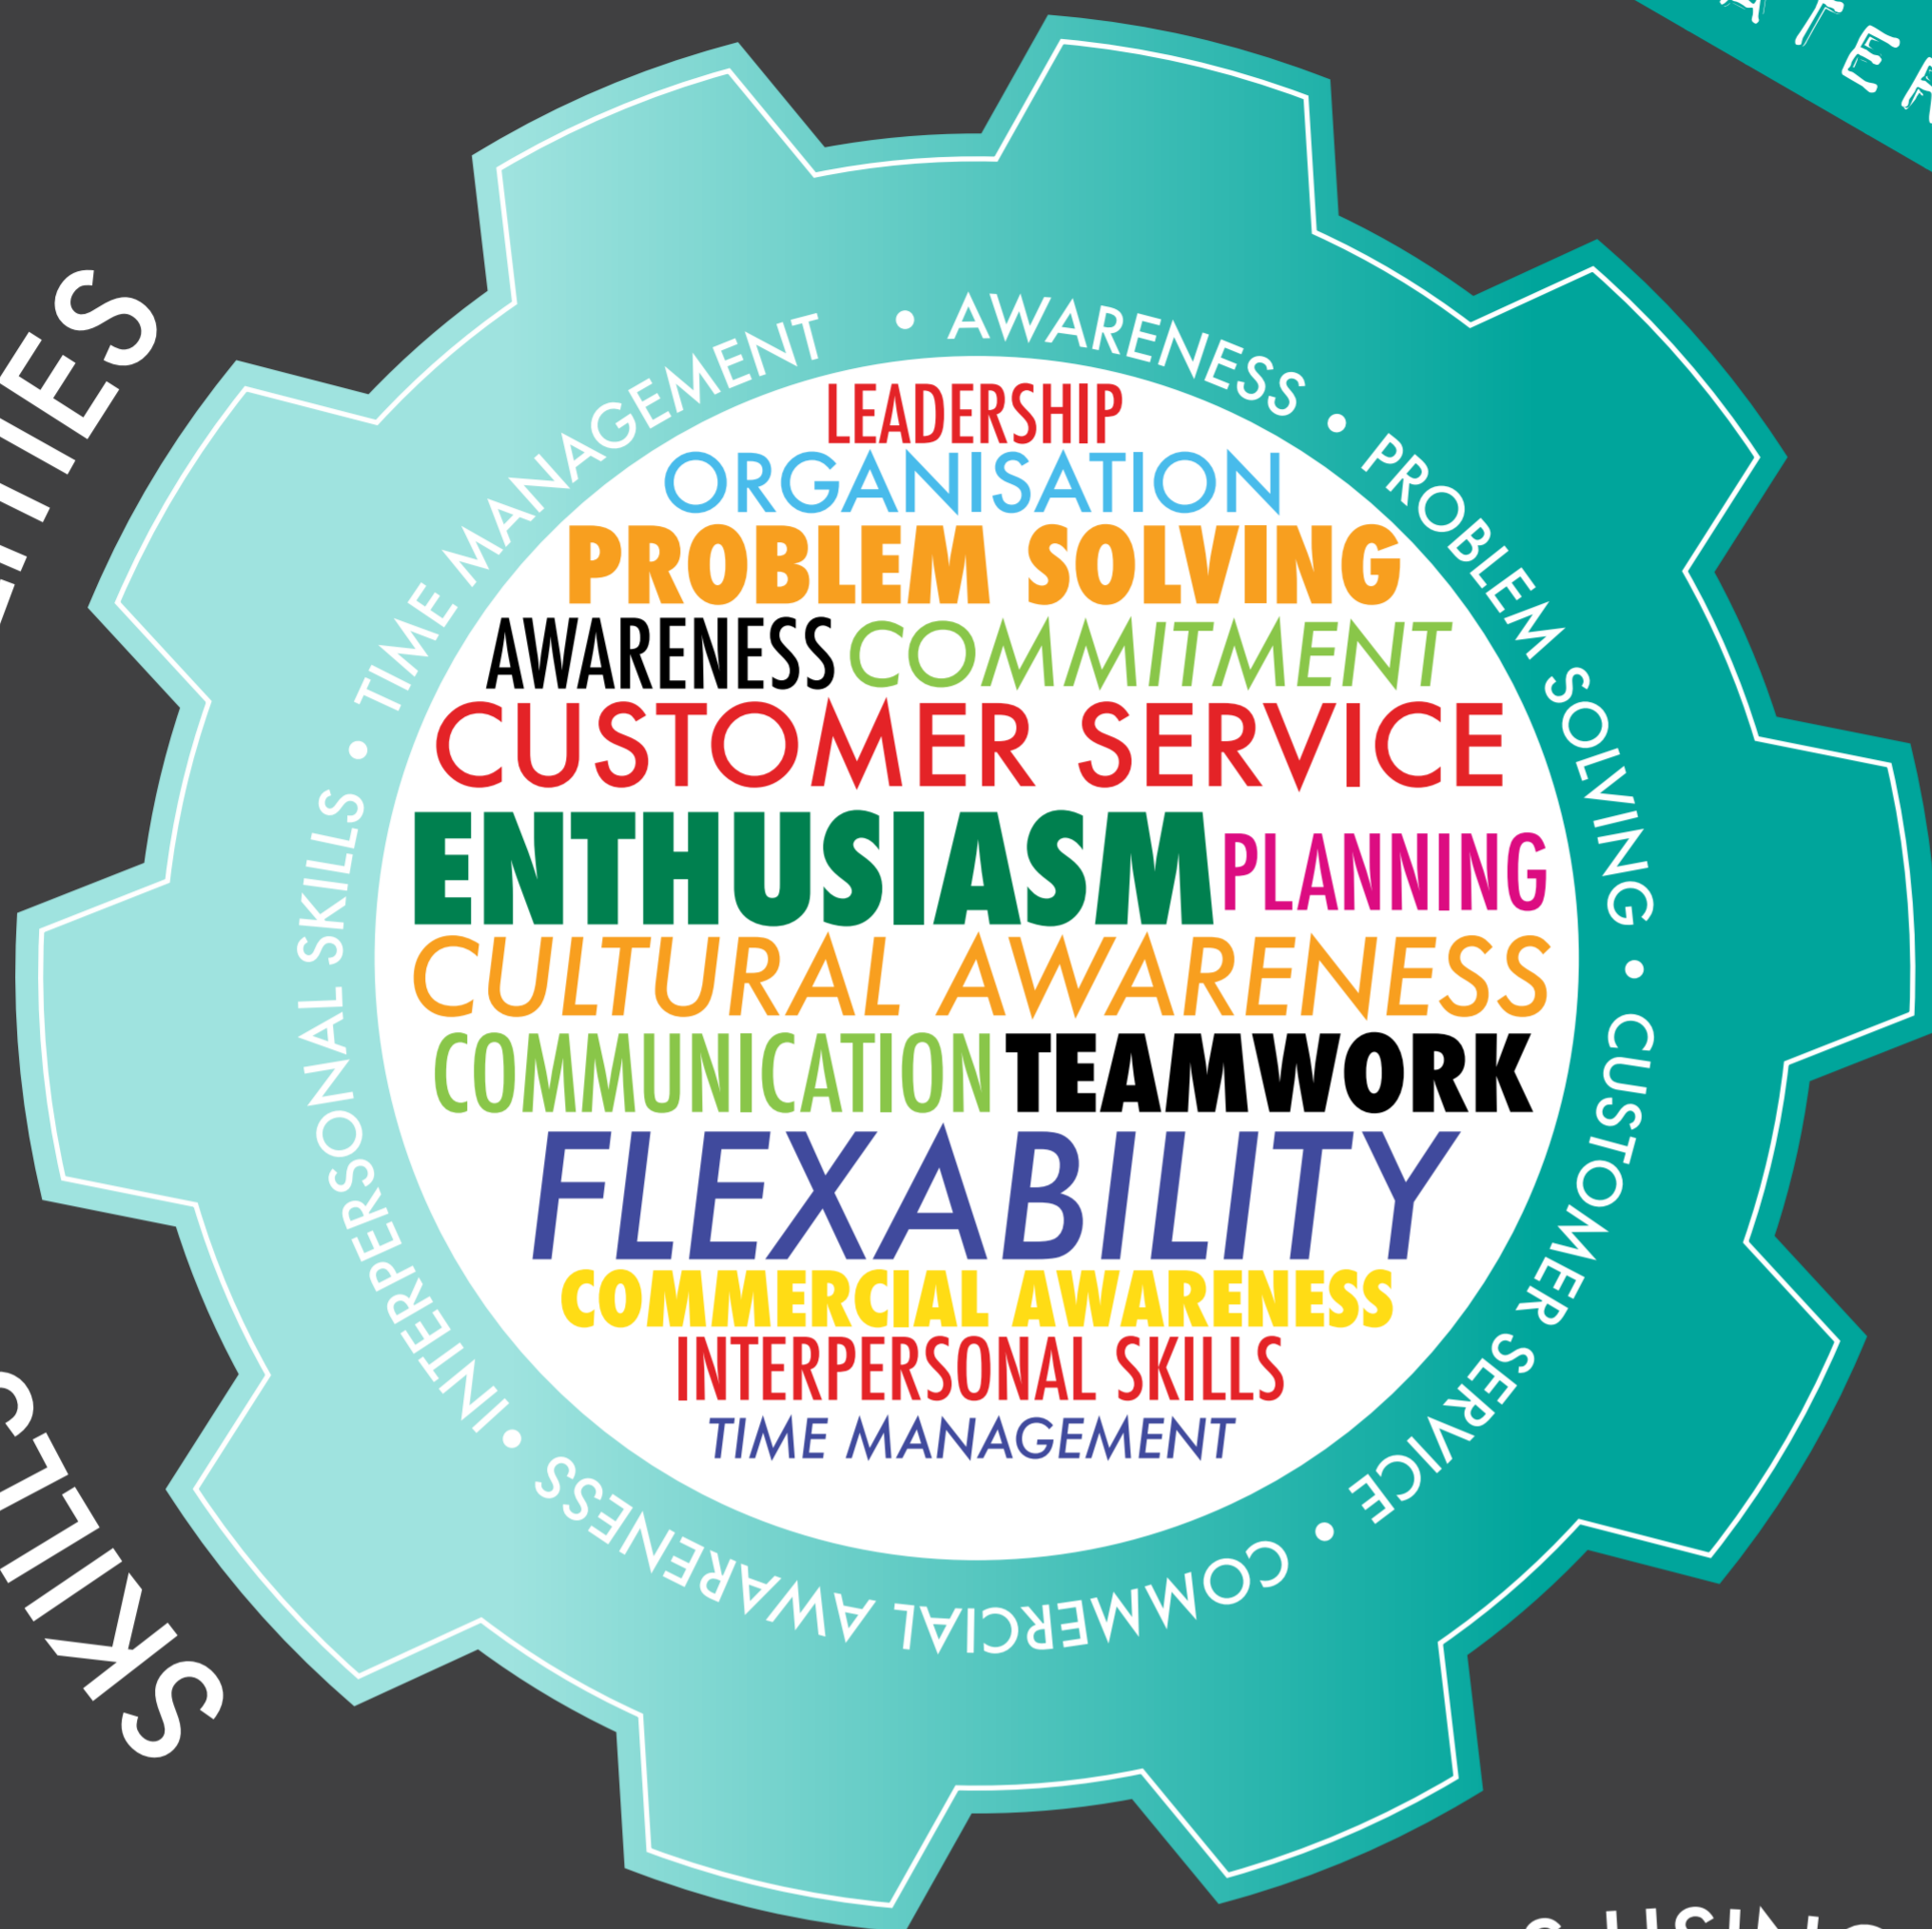 LEADERSHIP
ORGANISATION
PROBLEM SOLVING
AWARENESS COMMITMENT
CUSTOMER SERVICE
ENTHUSIASM PLANNING
CULTURAL AWARENESS
COMMUNICATION TEAMWORK
FLEXABILITY
COMMERCIAL AWARENESS
INTERPERSONAL SKILLS
TIME MANAGEMENT
• AWARENESS • PROBLEM SOLVING • CUSTOMER SERVICE • COMMERCIAL AWARENESS • INTERPERSONAL SKILLS • TIME MANAGEMENT
SKILLS